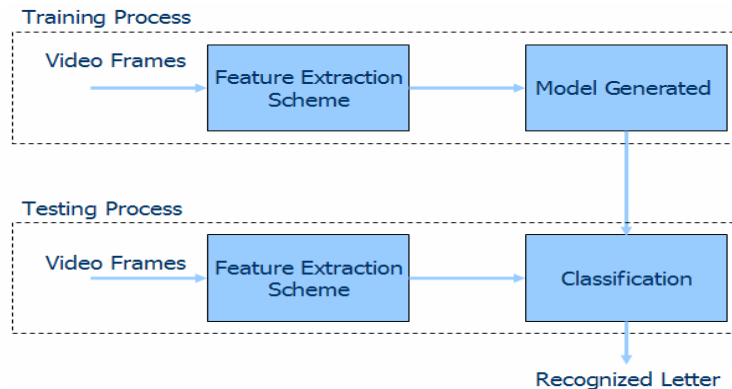 Training Process
Video Frames
Feature Extraction
Scheme
Model Generated
Testing Process
Video Frames
Feature Extraction
Scheme
Classification
Recognized Letter